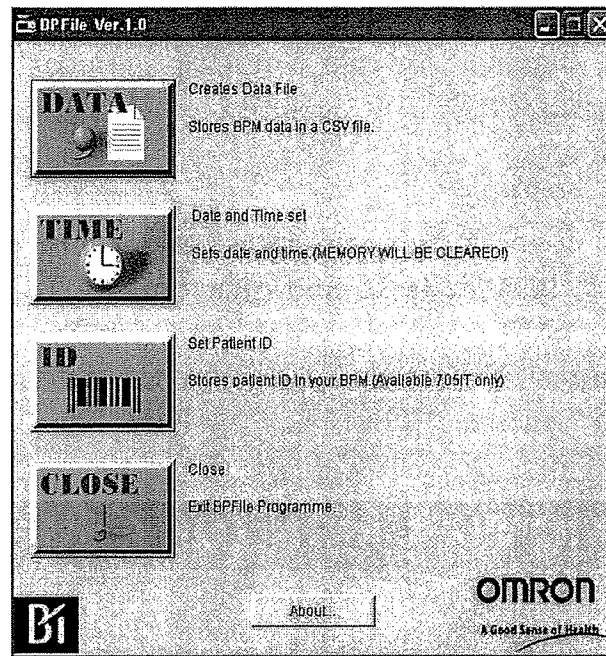 BPFile Ver.1.0
DATA
Creates Data File
Stores BPM data in a CSV file.
TIME
Date and Time set
Sets date and time.(MEMORY WILL BE CLEARED!)
ID
Set Patient ID
Stores patient ID in your BPM.(Available 705IT only)
CLOSE
Close
Exit BPFile Programme.
About...
OMRON
A Good Sense of Health